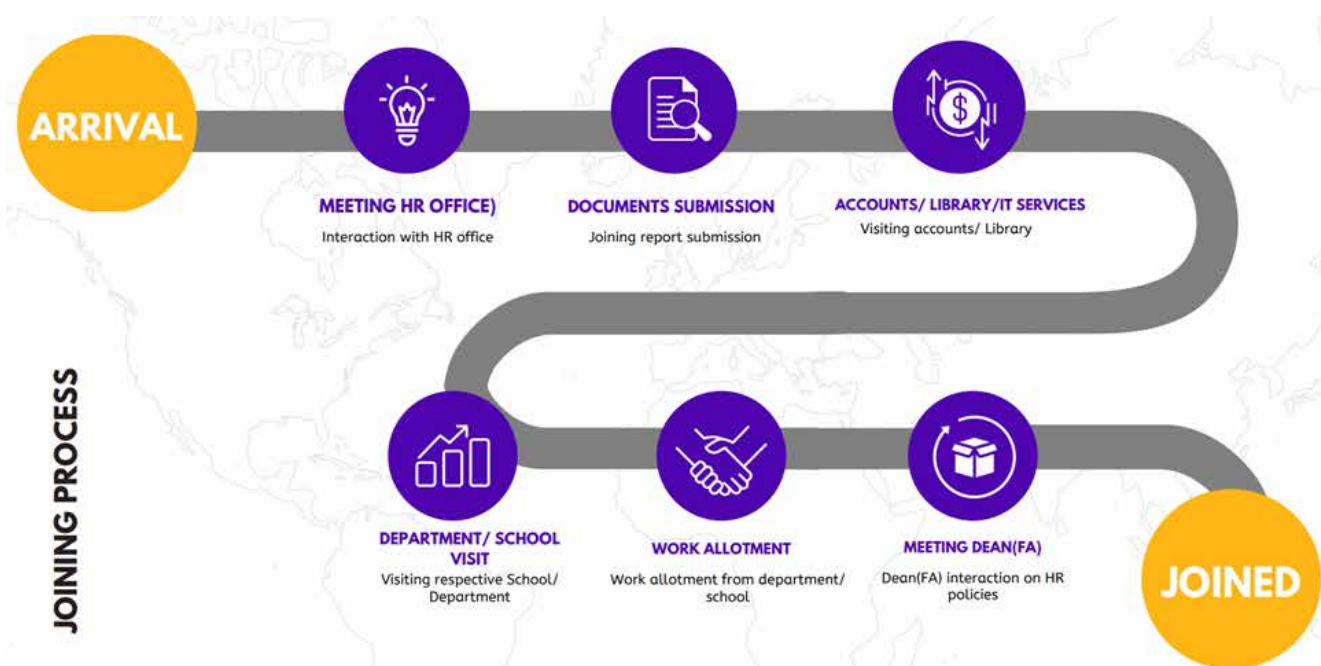 ARRIVAL
MEETING HR OFFICE)
Interaction with HR office
DOCUMENTS SUBMISSION
Joining report submission
ACCOUNTS/ LIBRARY/IT SERVICES
Visiting accounts/ Library
$
JOINING PROCESS
DEPARTMENT/ SCHOOL
VISIT
Visiting respective School/
Department
WORK ALLOTMENT
Work allotment from department/
school
MEETING DEAN(FA)
Dean(FA) interaction on HR
policies
JOINED